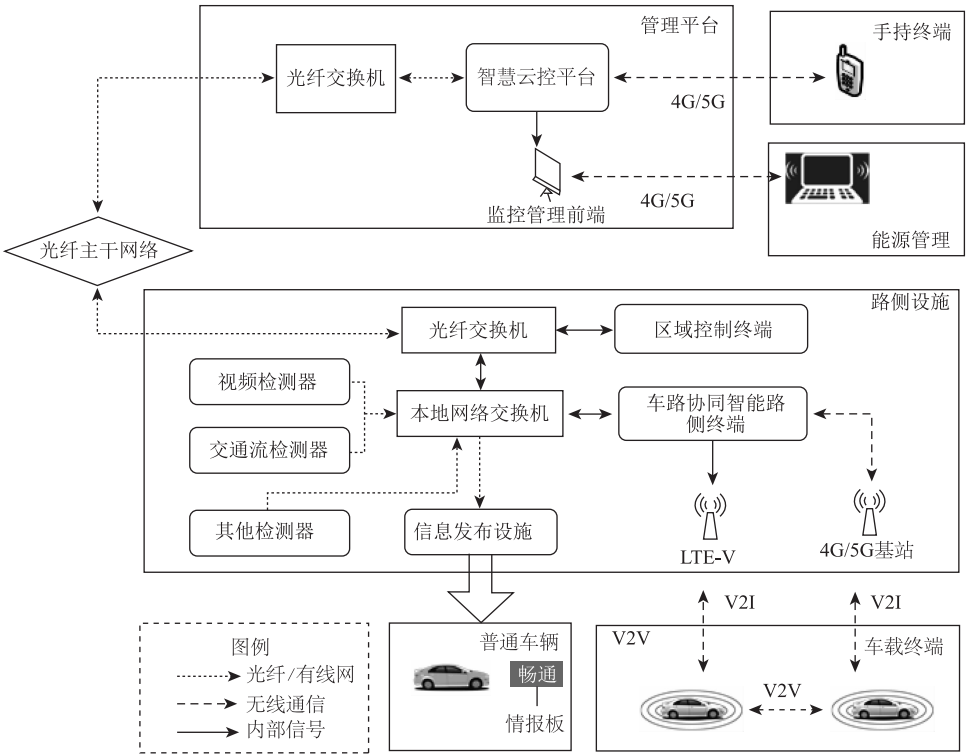 管理平台
手持终端
光纤交换机
智慧云控平台
4G/5G
4G/5G
监控管理前端
能源管理
光纤主干网络
路侧设施
光纤交换机
区域控制终端
视频检测器
本地网络交换机
车路协同智能路
侧终端
交通流检测器
其他检测器
信息发布设施
LTE-V
4G/5G基站
V2I
V2I
图例
光纤/有线网
无线通信
内部信号
普通车辆
畅通
情报板
V2V
车载终端
V2V